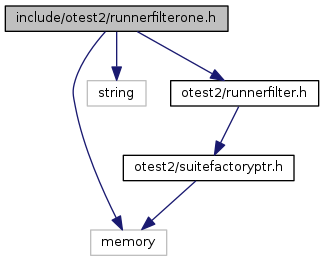 include/otest2/runnerfilterone.h
string
otest2/runnerfilter.h
otest2/suitefactoryptr.h
memory